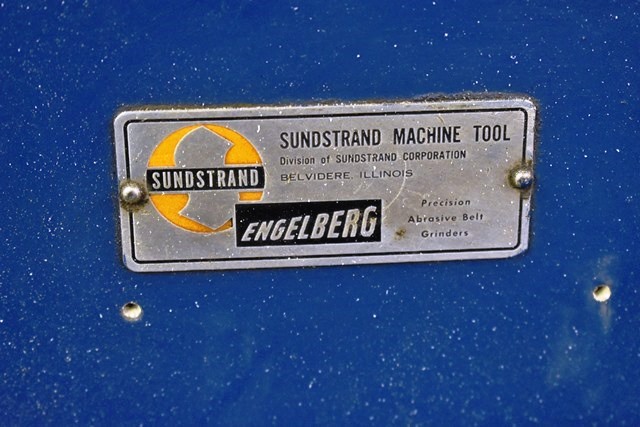 SUNDSTRAND
SUNDSTRAND MACHINE TOOL
Division of SUNDSTRAND CORPORATION
BELVIDERE, ILLINOIS
ENGELBERG
Precision
Abrasive Belt
Grinders